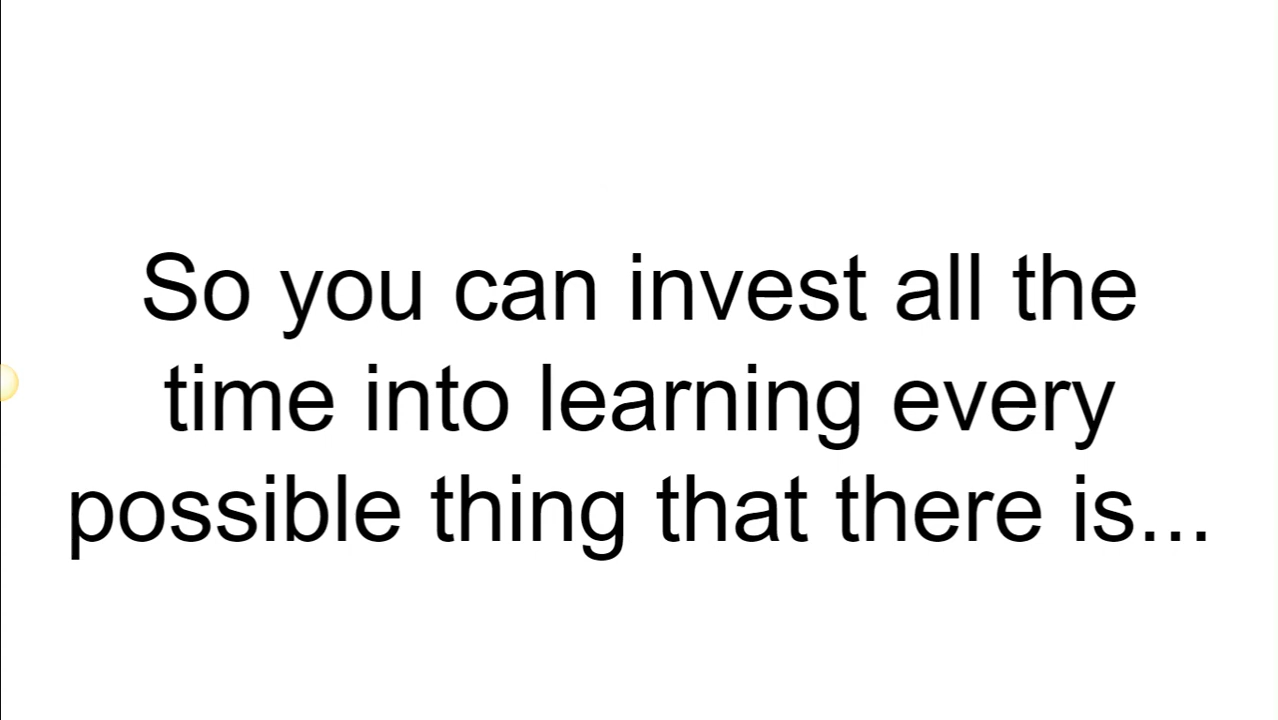 So you can invest all the
time into learning every
possible thing that there is...